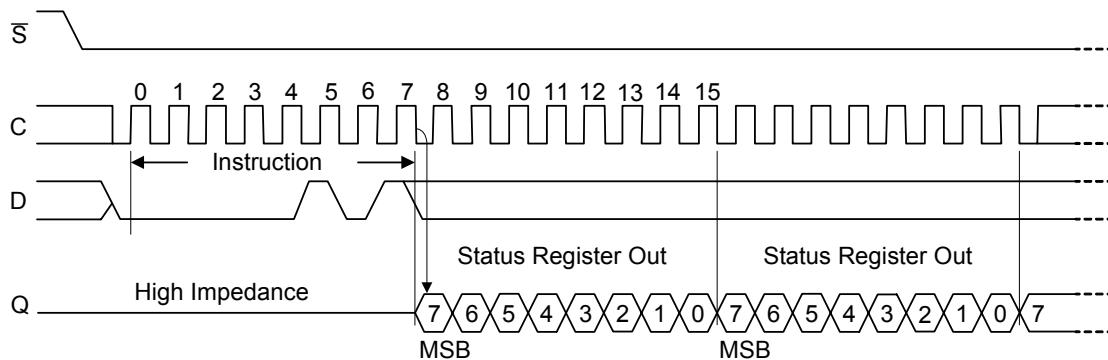 S̅
0 1 2 3 4 5 6 7 8 9 10 11 12 13 14 15
C
Instruction
D
Status Register Out Status Register Out
High Impedance
Q
7 6 5 4 3 2 1 0 7 6 5 4 3 2 1 0 7
MSB MSB